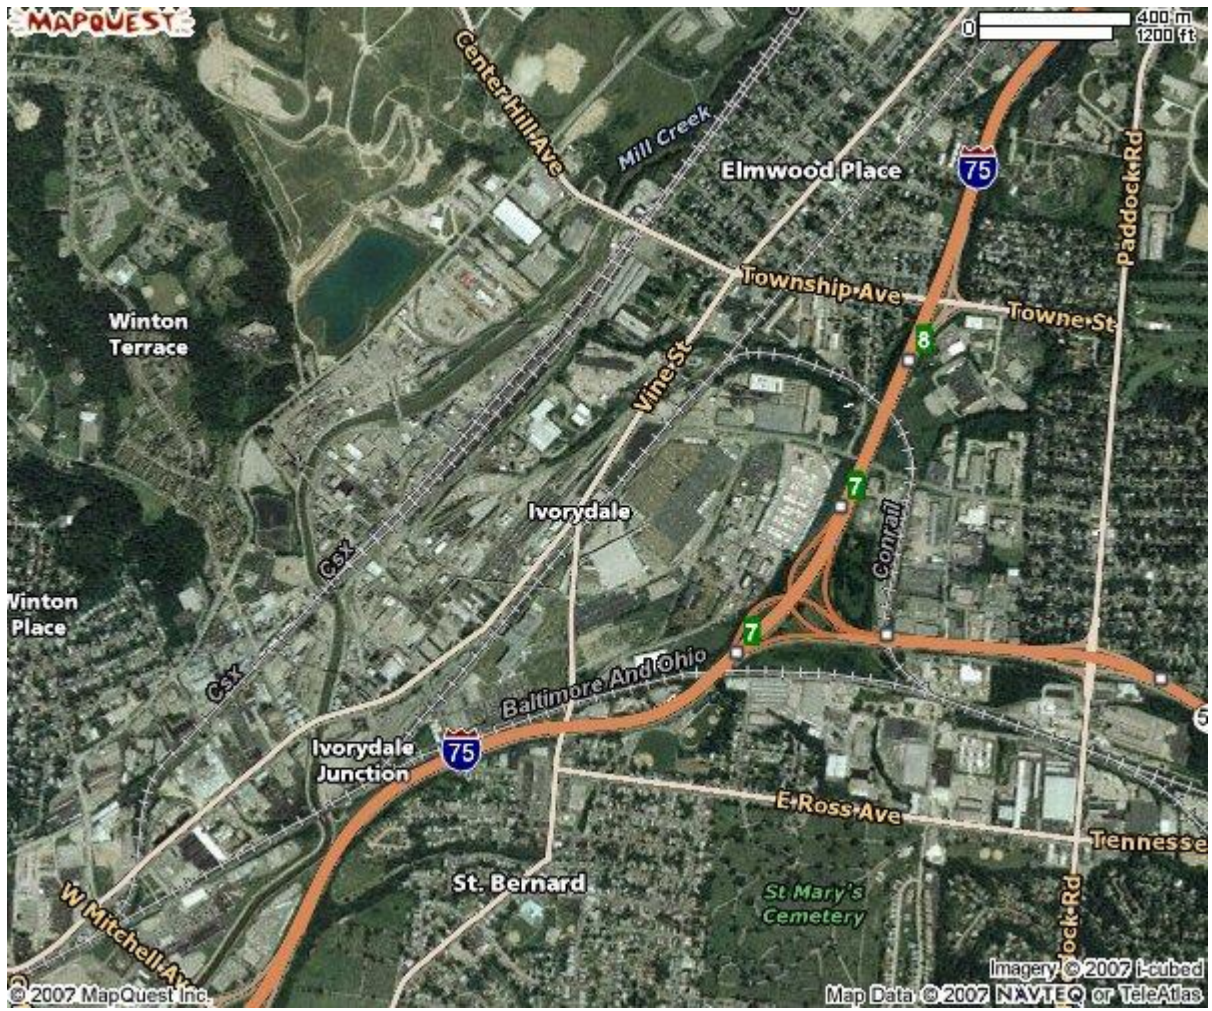 MAPQUEST
0
400 m
1200 ft
Center Hill Ave
Mill Creek
Elmwood Place
75
Paddock Rd
Township Ave
Towne St
8
Winton
Terrace
Vine St
7
Ivorydale
Conrail
Csx
Winton
Place
7
Csx
Baltimore And Ohio
Ivorydale
Junction
75
E Ross Ave
Tennesse
St. Bernard
St Mary's
Cemetery
W Mitchell Av
dock Rd
Imagery © 2007 i-cubed
© 2007 MapQuest Inc.
Map Data © 2007 NAVTEQ or TeleAtlas